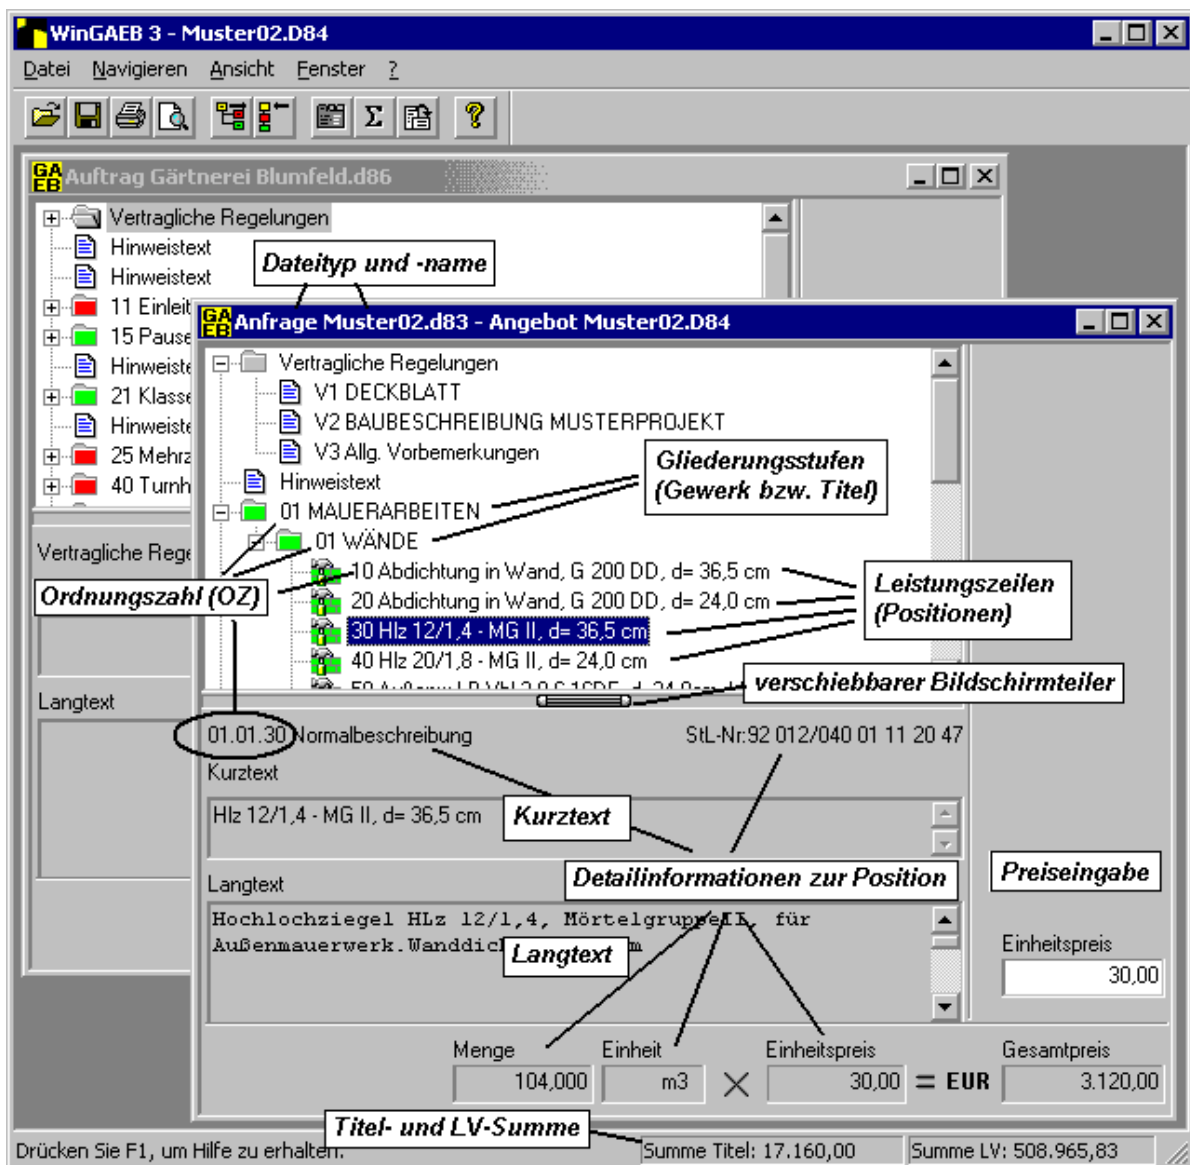 WinGAEB 3 - Muster02.D84
Datei Navigieren Ansicht Fenster ?
GAEB Auftrag Gärtnerei Blumfeld.d86
Vertragliche Regelungen
Hinweistext
Hinweistext
Dateityp und -name
11 Einleit
15 Pause
Hinweiste
21 Klasse
Hinweiste
25 Mehrz
40 Turnh
Vertragliche Rege
Langtext
GAEB Anfrage Muster02.d83 - Angebot Muster02.D84
Vertragliche Regelungen
V1 DECKBLATT
V2 BAUBESCHREIBUNG MUSTERPROJEKT
V3 Allg. Vorbemerkungen
Hinweistext
Gliederungsstufen
(Gewerk bzw. Titel)
01 MAUERARBEITEN
01 WÄNDE
10 Abdichtung in Wand, G 200 DD, d= 36,5 cm
20 Abdichtung in Wand, G 200 DD, d= 24,0 cm
30 Hlz 12/1,4 - MG II, d= 36,5 cm
40 Hlz 20/1,8 - MG II, d= 24,0 cm
Ordnungszahl (OZ)
Leistungszeilen
(Positionen)
verschiebbarer Bildschirmteiler
01.01.30 Normalbeschreibung StL-Nr:92 012/040 01 11 20 47
Kurztext
Hlz 12/1,4 - MG II, d= 36,5 cm
Kurztext
Detailinformationen zur Position
Preiseingabe
Langtext
Hochlochziegel HLz 12/1,4, Mörtelgruppe II, für
Außenmauerwerk.Wanddic m
Langtext
Einheitspreis
30,00
Menge Einheit Einheitspreis Gesamtpreis
104,000 m3 × 30,00 = EUR 3.120,00
Titel- und LV-Summe
Drücken Sie F1, um Hilfe zu erhalten. Summe Titel: 17.160,00 Summe LV: 508.965,83